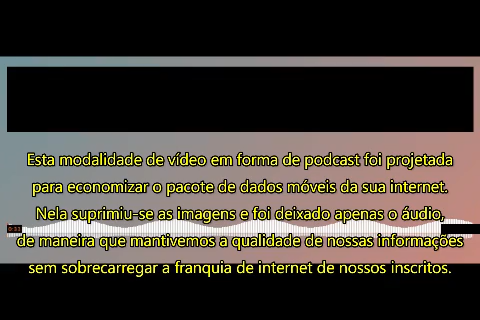 Esta modalidade de vídeo em forma de podcast foi projetada
para economizar o pacote de dados móveis da sua internet.
Nela suprimiu-se as imagens e foi deixado apenas o áudio,
de maneira que mantivemos a qualidade de nossas informações
sem sobrecarregar a franquia de internet de nossos inscritos.